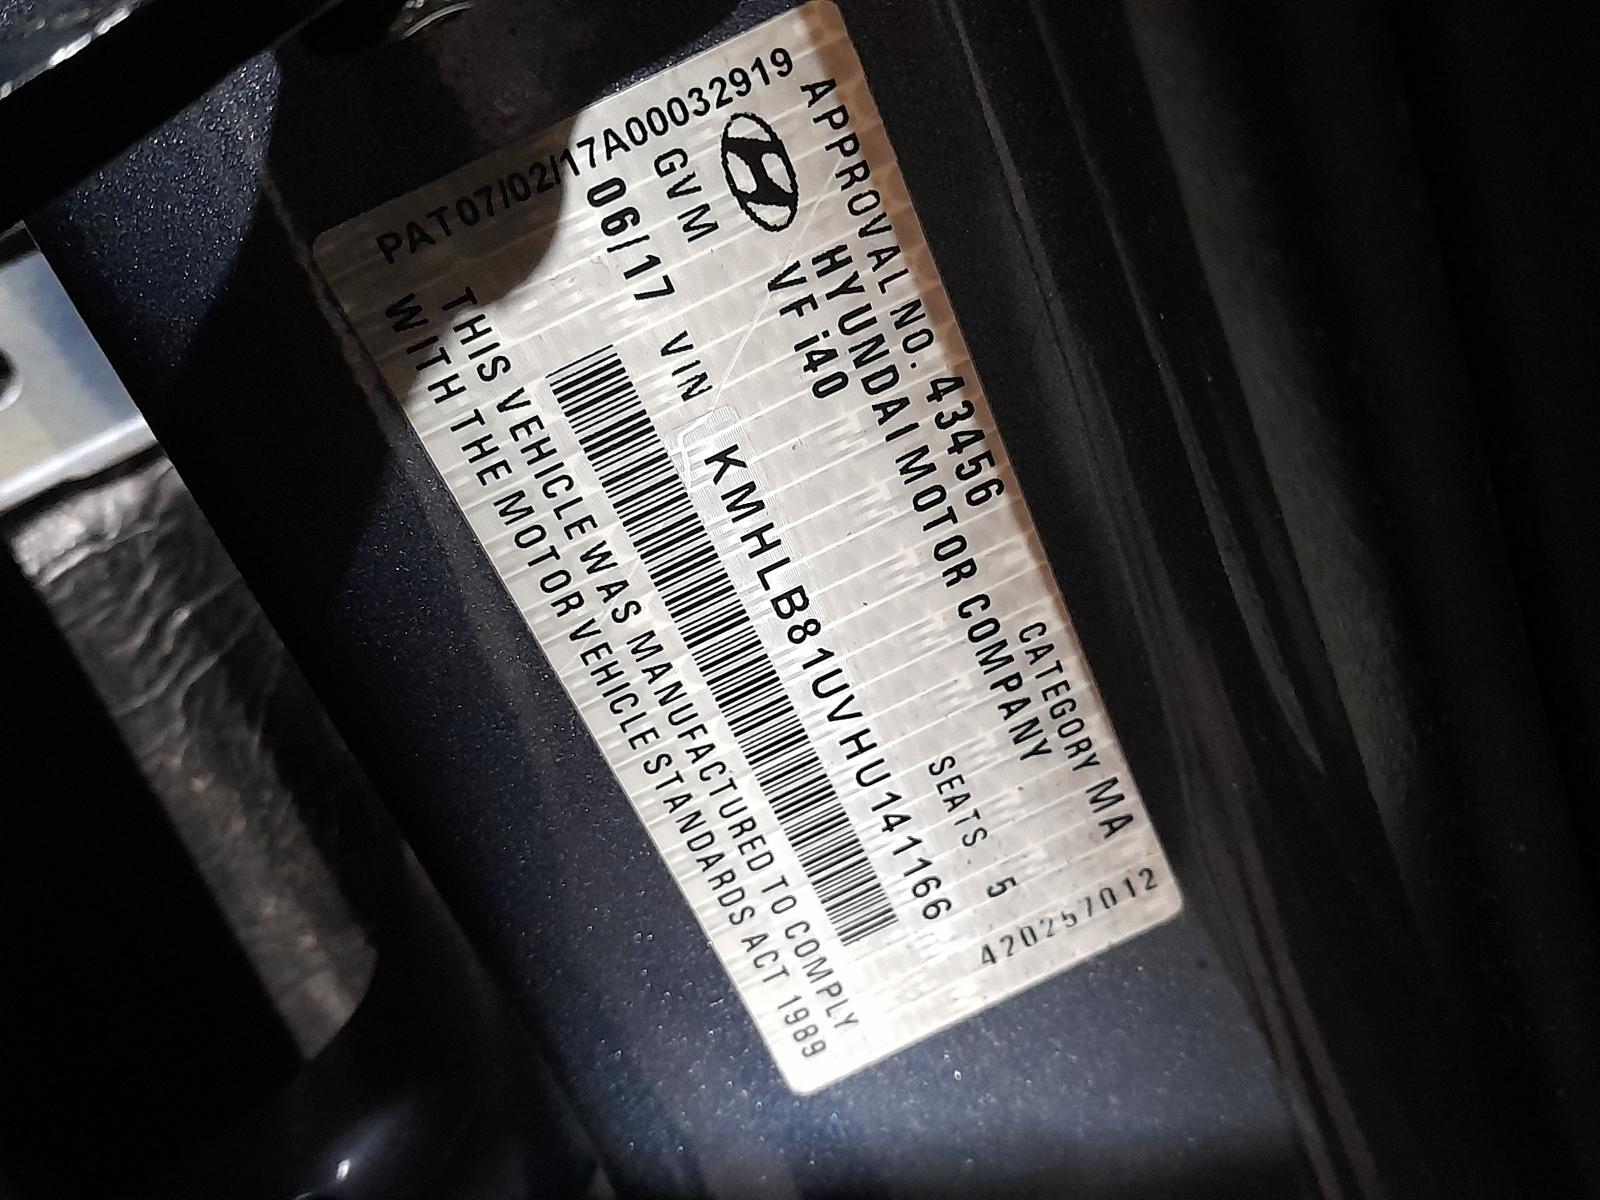 APPROVAL NO. 43456 CATEGORY MA
HYUNDAI MOTOR COMPANY
VF i40 SEATS 5
GVM VIN KMHLB81UVHU141166
06/17
THIS VEHICLE WAS MANUFACTURED TO COMPLY
WITH THE MOTOR VEHICLE STANDARDS ACT 1989
PAT07/02/17A00032919
420257012